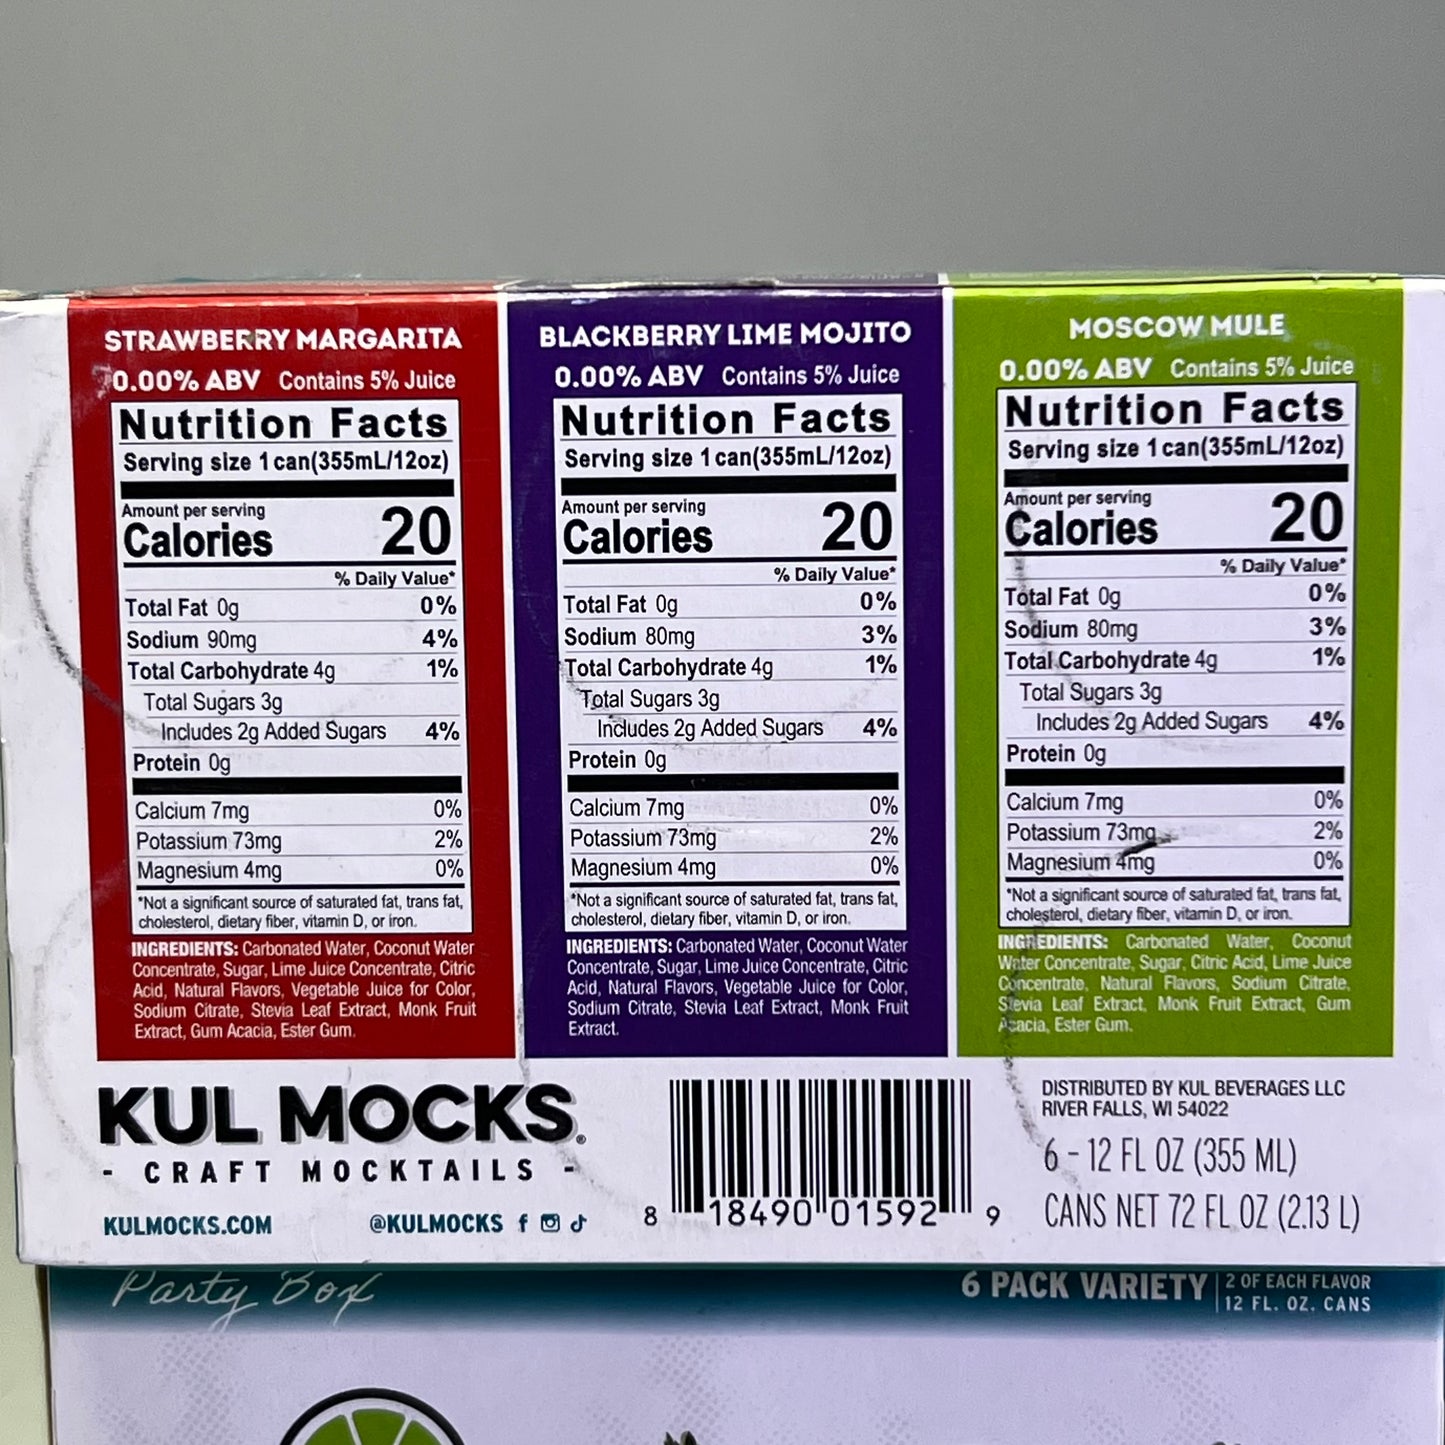 STRAWBERRY MARGARITA
0.00% ABV Contains 5% Juice
Nutrition Facts
Serving size 1 can(355mL/12oz)
Amount per serving
Calories 20
% Daily Value*
Total Fat 0g 0%
Sodium 90mg 4%
Total Carbohydrate 4g 1%
Total Sugars 3g
Includes 2g Added Sugars 4%
Protein 0g
Calcium 7mg 0%
Potassium 73mg 2%
Magnesium 4mg 0%
*Not a significant source of saturated fat, trans fat,
cholesterol, dietary fiber, vitamin D, or iron.
INGREDIENTS: Carbonated Water, Coconut Water
Concentrate, Sugar, Lime Juice Concentrate, Citric
Acid, Natural Flavors, Vegetable Juice for Color,
Sodium Citrate, Stevia Leaf Extract, Monk Fruit
Extract, Gum Acacia, Ester Gum.
BLACKBERRY LIME MOJITO
0.00% ABV Contains 5% Juice
Nutrition Facts
Serving size 1 can(355mL/12oz)
Amount per serving
Calories 20
% Daily Value*
Total Fat 0g 0%
Sodium 80mg 3%
Total Carbohydrate 4g 1%
Total Sugars 3g
Includes 2g Added Sugars 4%
Protein 0g
Calcium 7mg 0%
Potassium 73mg 2%
Magnesium 4mg 0%
*Not a significant source of saturated fat, trans fat,
cholesterol, dietary fiber, vitamin D, or iron.
INGREDIENTS: Carbonated Water, Coconut Water
Concentrate, Sugar, Lime Juice Concentrate, Citric
Acid, Natural Flavors, Vegetable Juice for Color,
Sodium Citrate, Stevia Leaf Extract, Monk Fruit
Extract.
MOSCOW MULE
0.00% ABV Contains 5% Juice
Nutrition Facts
Serving size 1 can(355mL/12oz)
Amount per serving
Calories 20
% Daily Value*
Total Fat 0g 0%
Sodium 80mg 3%
Total Carbohydrate 4g 1%
Total Sugars 3g
Includes 2g Added Sugars 4%
Protein 0g
Calcium 7mg 0%
Potassium 73mg 2%
Magnesium 4mg 0%
*Not a significant source of saturated fat, trans fat,
cholesterol, dietary fiber, vitamin D, or iron.
INGREDIENTS: Carbonated Water, Coconut
Water Concentrate, Sugar, Citric Acid, Lime Juice
Concentrate, Natural Flavors, Sodium Citrate,
Stevia Leaf Extract, Monk Fruit Extract, Gum
Acacia, Ester Gum.
KUL MOCKS®
- CRAFT MOCKTAILS -
KULMOCKS.COM @KULMOCKS
8 18490 01592 9
DISTRIBUTED BY KUL BEVERAGES LLC
RIVER FALLS, WI 54022
6 - 12 FL OZ (355 ML)
CANS NET 72 FL OZ (2.13 L)
Party Box
6 PACK VARIETY
2 OF EACH FLAVOR
12 FL. OZ. CANS